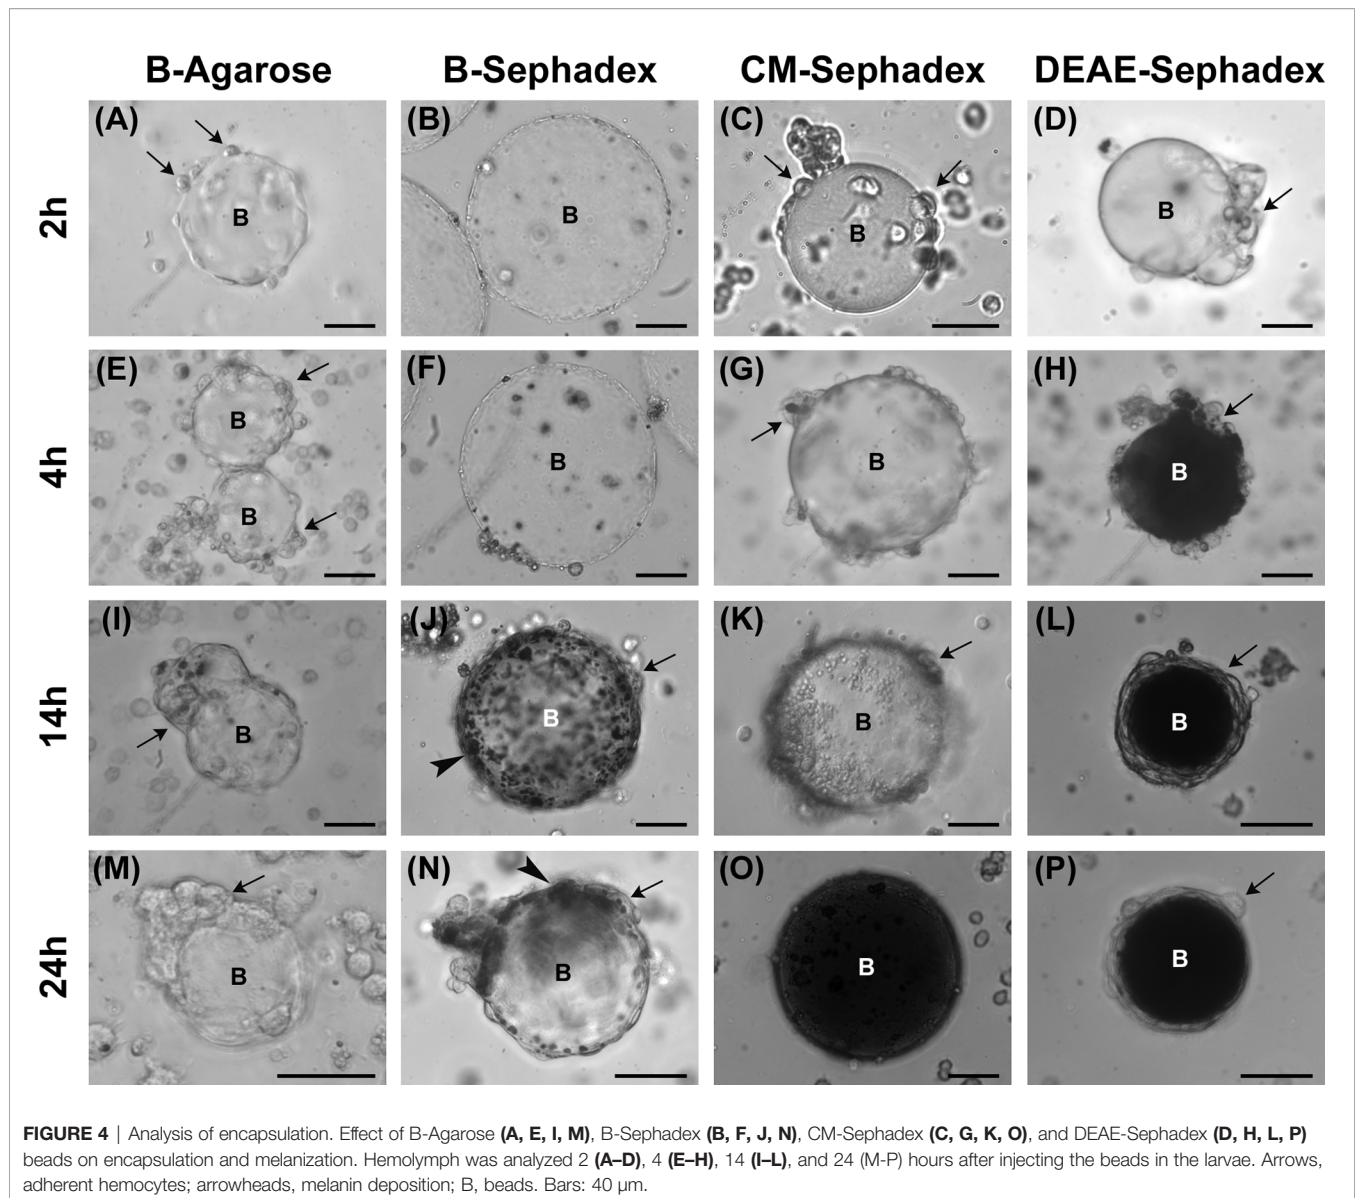 B-Agarose B-Sephadex CM-Sephadex DEAE-Sephadex
2h
(A) B
(B) B
(C) B
(D) B
4h
(E) B B
(F) B
(G) B
(H) B
14h
(I) B
(J) B
(K) B
(L) B
24h
(M) B
(N) B
(O) B
(P) B
FIGURE 4 | Analysis of encapsulation. Effect of B-Agarose (A, E, I, M), B-Sephadex (B, F, J, N), CM-Sephadex (C, G, K, O), and DEAE-Sephadex (D, H, L, P)
beads on encapsulation and melanization. Hemolymph was analyzed 2 (A–D), 4 (E–H), 14 (I–L), and 24 (M-P) hours after injecting the beads in the larvae. Arrows,
adherent hemocytes; arrowheads, melanin deposition; B, beads. Bars: 40 µm.